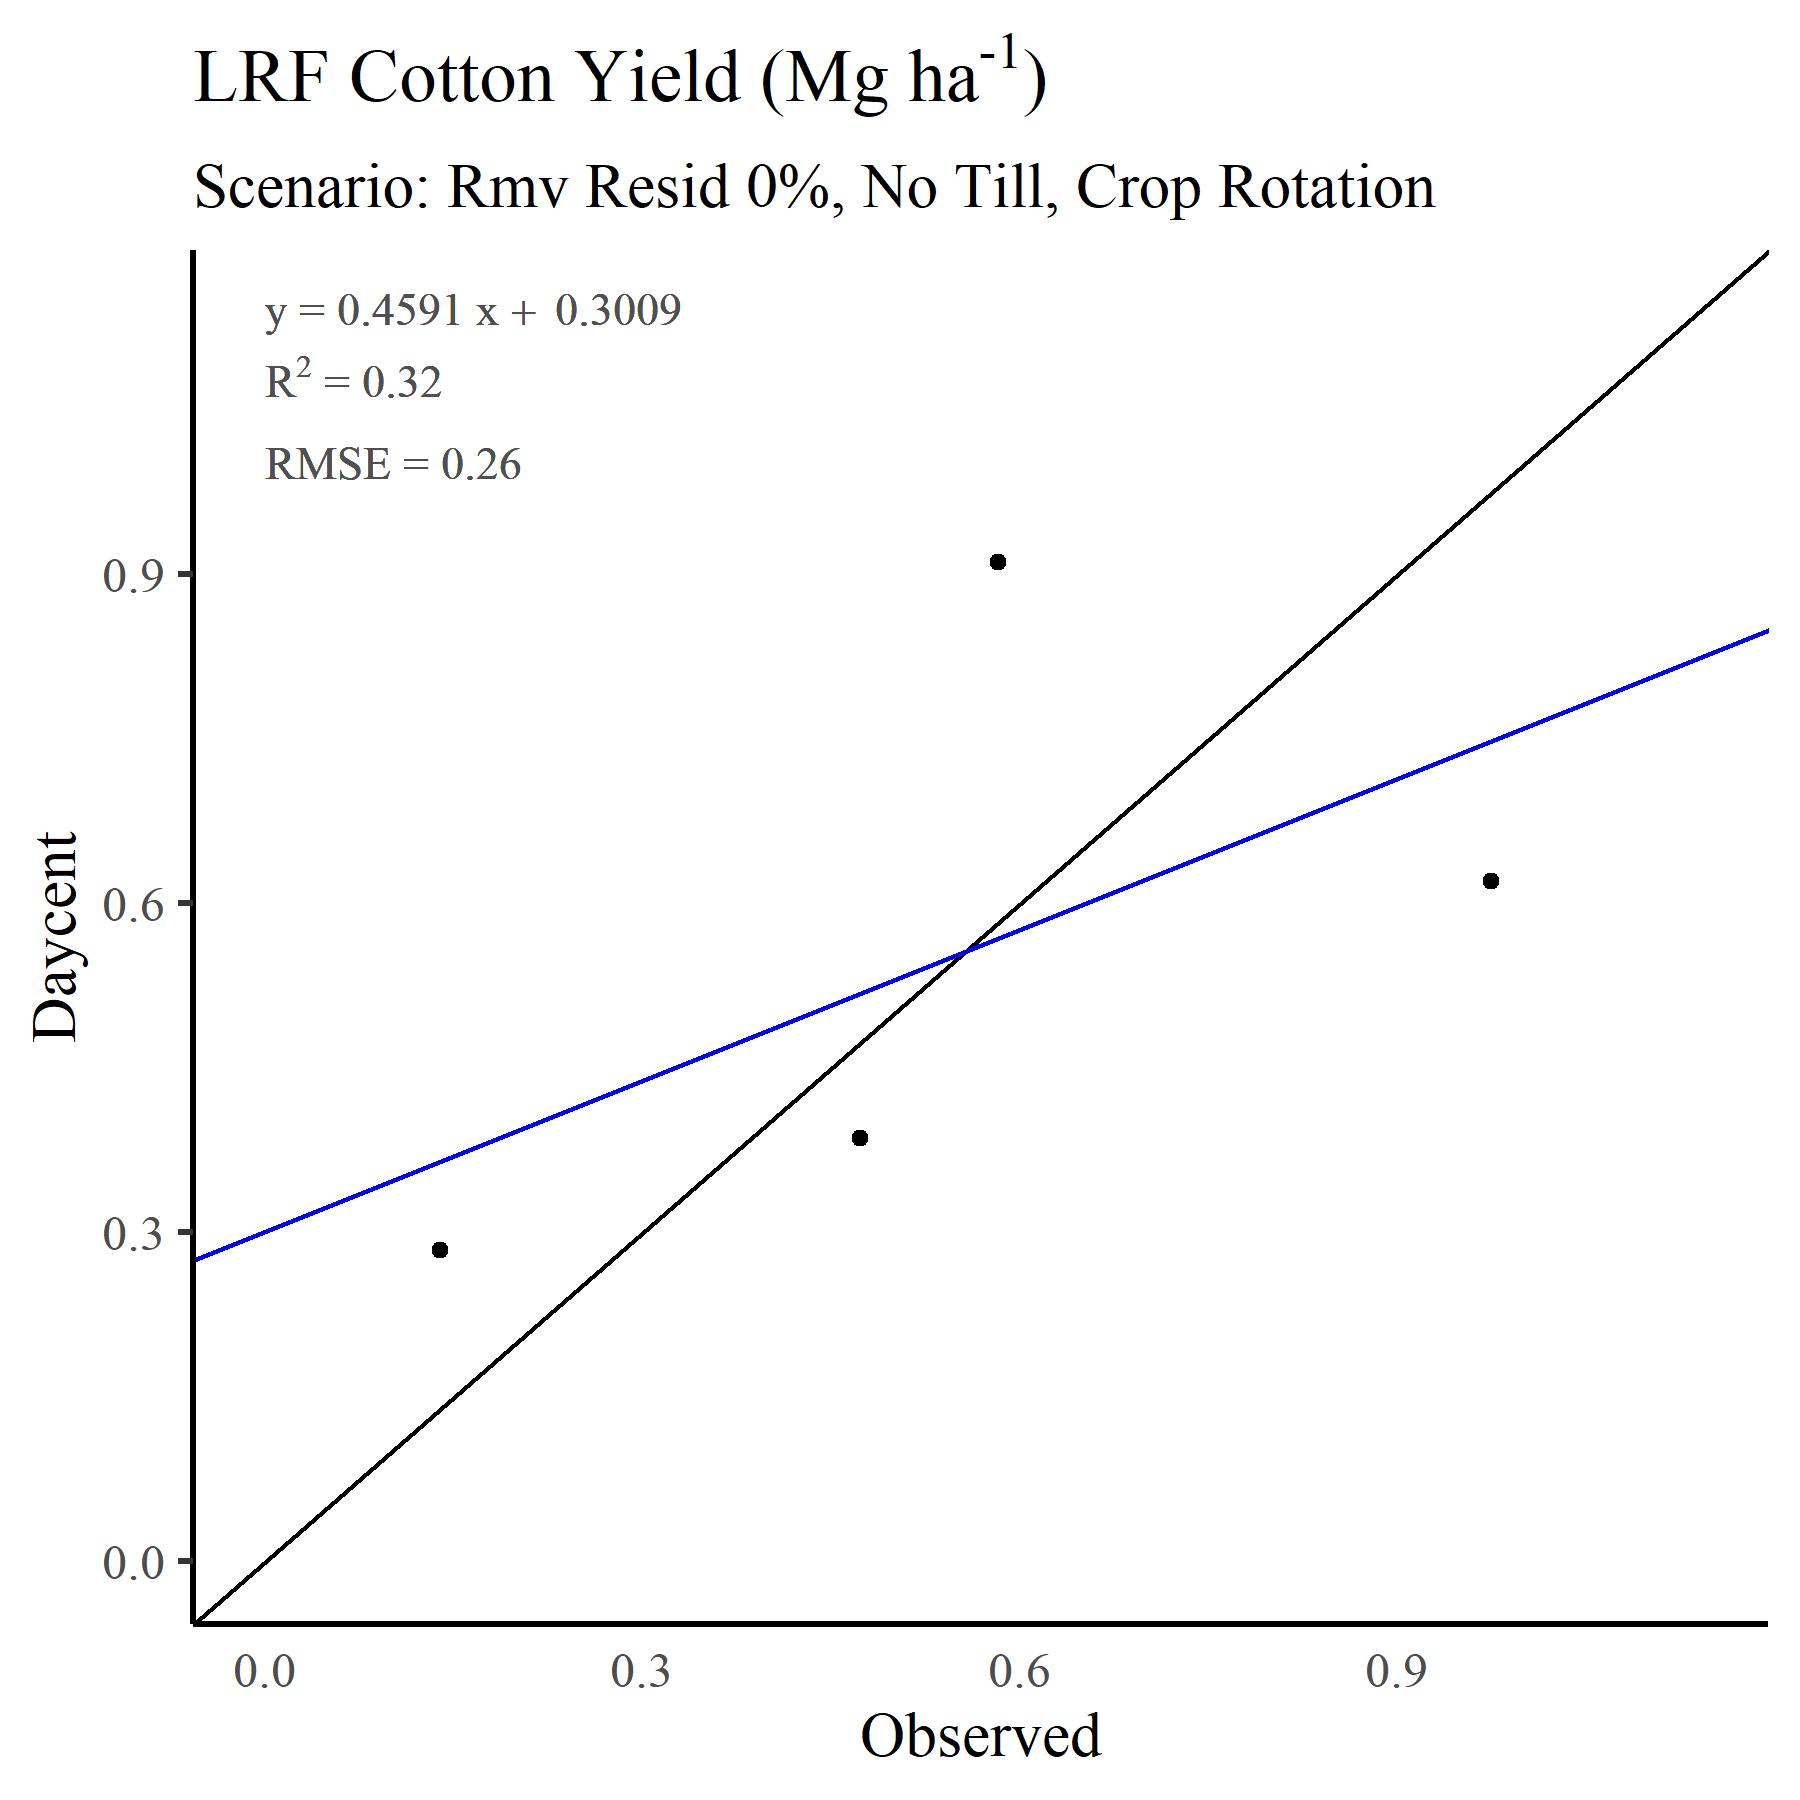 LRF Cotton Yield (Mg ha⁻¹)
Scenario: Rmv Resid 0%, No Till, Crop Rotation
y = 0.4591 x + 0.3009
R² = 0.32
RMSE = 0.26
Daycent
0.9
0.6
0.3
0.0
0.0 0.3 0.6 0.9
Observed